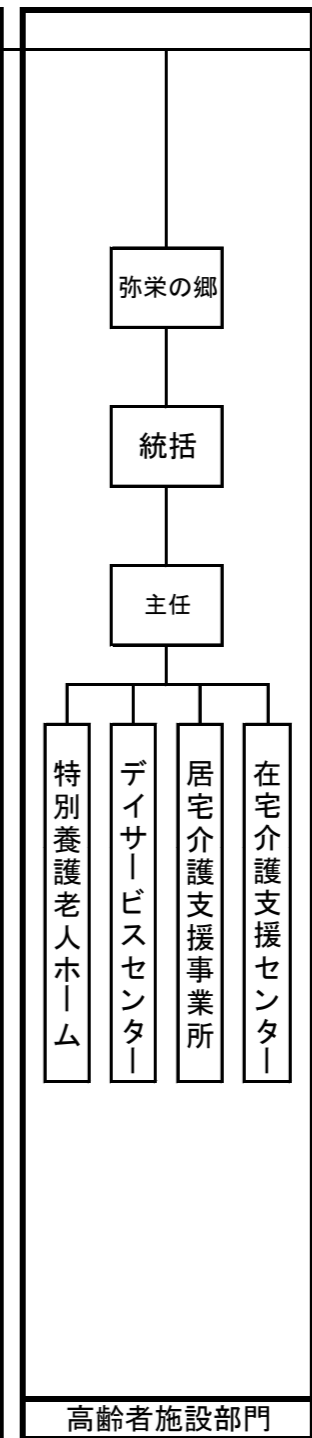 弥栄の郷
統括
主任
特別養護老人ホーム
デイサービスセンター
居宅介護支援事業所
在宅介護支援センター
高齢者施設部門